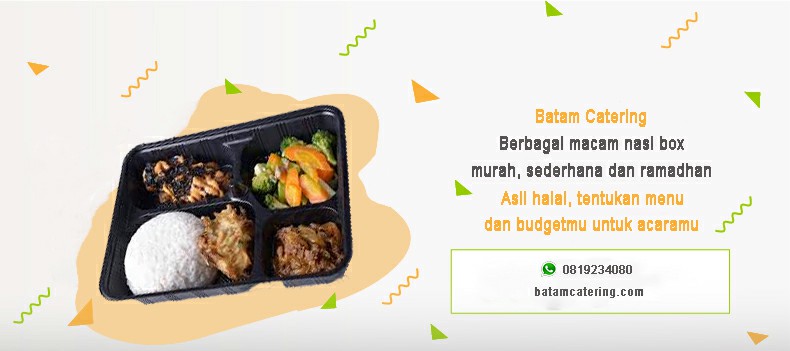 Batam Catering
Berbagai macam nasi box
murah, sederhana dan ramadhan
Asli halal, tentukan menu
dan budgetmu untuk acaramu
0819234080
batamcatering.com